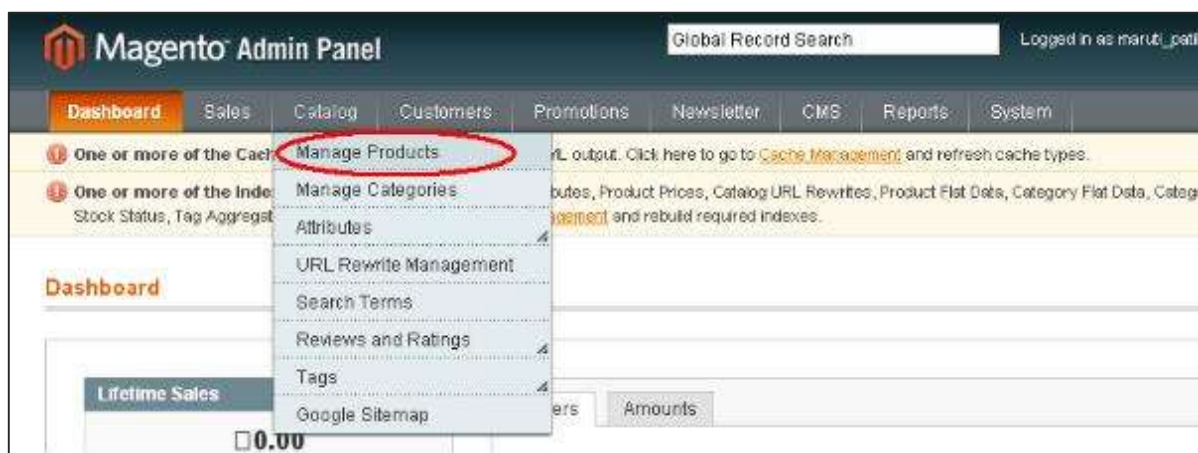 Magento Admin Panel
Global Record Search
Logged in as maruti_patil
Dashboard Sales Catalog Customers Promotions Newsletter CMS Reports System
One or more of the Cach
Manage Products
ML output. Click here to go to Cache Management and refresh cache types.
Manage Categories
One or more of the Inde
butes, Product Prices, Catalog URL Rewrites, Product Flat Data, Category Flat Data, Categ
Stock Status, Tag Aggregat
Attributes
agement and rebuild required indexes.
URL Rewrite Management
Dashboard
Search Terms
Reviews and Ratings
Tags
Lifetime Sales
Google Sitemap
ers Amounts
0.00